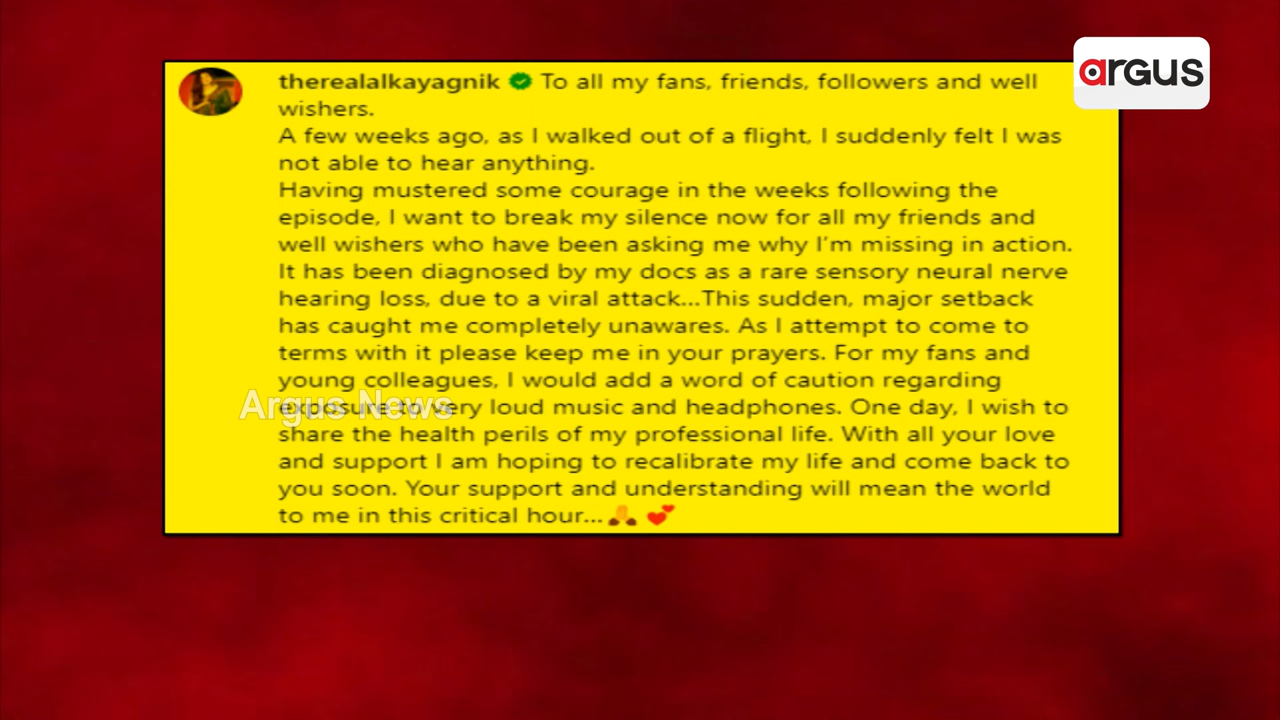 argus
therealalkayagnik To all my fans, friends, followers and well
wishers.
A few weeks ago, as I walked out of a flight, I suddenly felt I was
not able to hear anything.
Having mustered some courage in the weeks following the
episode, I want to break my silence now for all my friends and
well wishers who have been asking me why I'm missing in action.
It has been diagnosed by my docs as a rare sensory neural nerve
hearing loss, due to a viral attack...This sudden, major setback
has caught me completely unawares. As I attempt to come to
terms with it please keep me in your prayers. For my fans and
young colleagues, I would add a word of caution regarding
exposure to very loud music and headphones. One day, I wish to
share the health perils of my professional life. With all your love
and support I am hoping to recalibrate my life and come back to
you soon. Your support and understanding will mean the world
to me in this critical hour...🙏 💕
Argus News